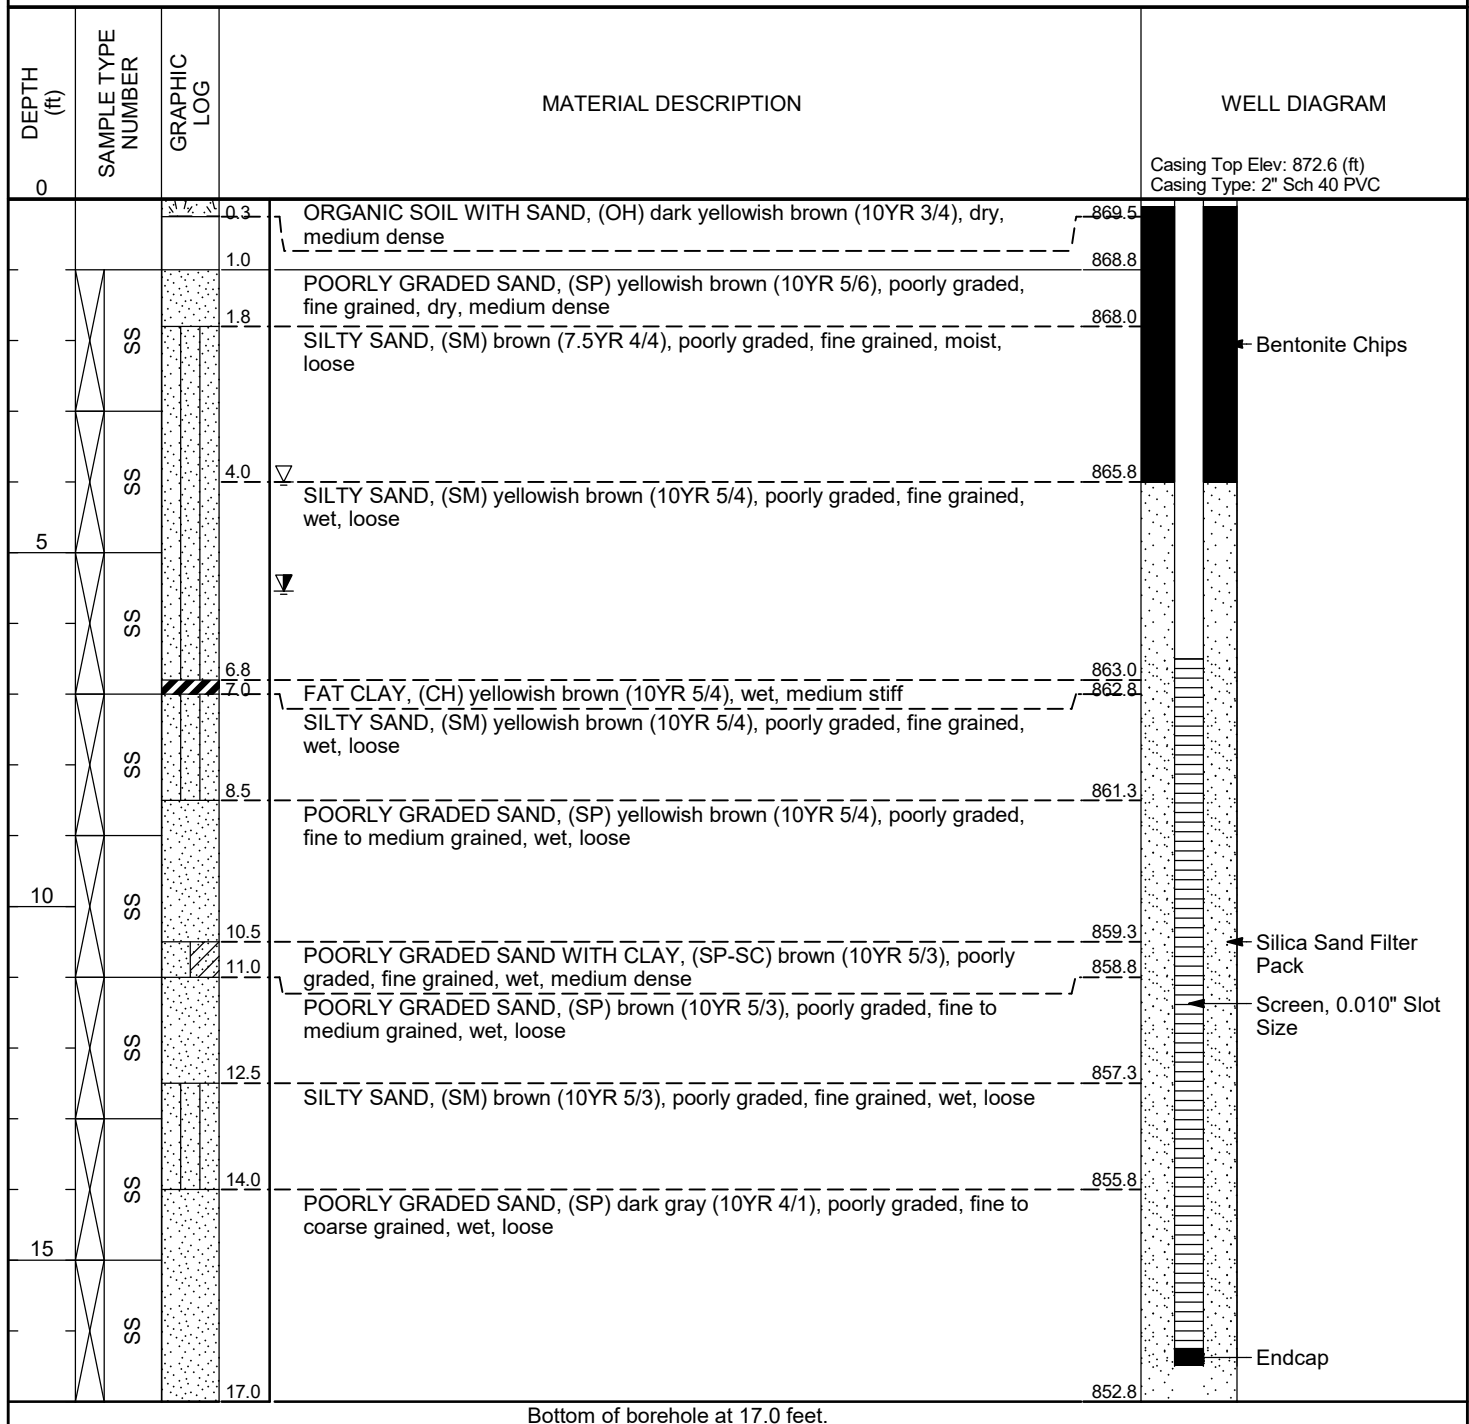 DEPTH
(ft)
SAMPLE TYPE
NUMBER
GRAPHIC
LOG
MATERIAL DESCRIPTION
WELL DIAGRAM
Casing Top Elev: 872.6 (ft)
Casing Type: 2" Sch 40 PVC
0
0.3
ORGANIC SOIL WITH SAND, (OH) dark yellowish brown (10YR 3/4), dry,
medium dense
869.5
1.0
868.8
POORLY GRADED SAND, (SP) yellowish brown (10YR 5/6), poorly graded,
fine grained, dry, medium dense
1.8
868.0
SS
SILTY SAND, (SM) brown (7.5YR 4/4), poorly graded, fine grained, moist,
loose
Bentonite Chips
4.0
865.8
SS
SILTY SAND, (SM) yellowish brown (10YR 5/4), poorly graded, fine grained,
wet, loose
5
SS
6.8
863.0
7.0
FAT CLAY, (CH) yellowish brown (10YR 5/4), wet, medium stiff
862.8
SILTY SAND, (SM) yellowish brown (10YR 5/4), poorly graded, fine grained,
wet, loose
SS
8.5
861.3
POORLY GRADED SAND, (SP) yellowish brown (10YR 5/4), poorly graded,
fine to medium grained, wet, loose
10
SS
10.5
859.3
POORLY GRADED SAND WITH CLAY, (SP-SC) brown (10YR 5/3), poorly
graded, fine grained, wet, medium dense
Silica Sand Filter
Pack
11.0
858.8
POORLY GRADED SAND, (SP) brown (10YR 5/3), poorly graded, fine to
medium grained, wet, loose
Screen, 0.010" Slot
Size
SS
12.5
857.3
SILTY SAND, (SM) brown (10YR 5/3), poorly graded, fine grained, wet, loose
SS
14.0
855.8
POORLY GRADED SAND, (SP) dark gray (10YR 4/1), poorly graded, fine to
coarse grained, wet, loose
15
SS
Endcap
17.0
852.8
Bottom of borehole at 17.0 feet.